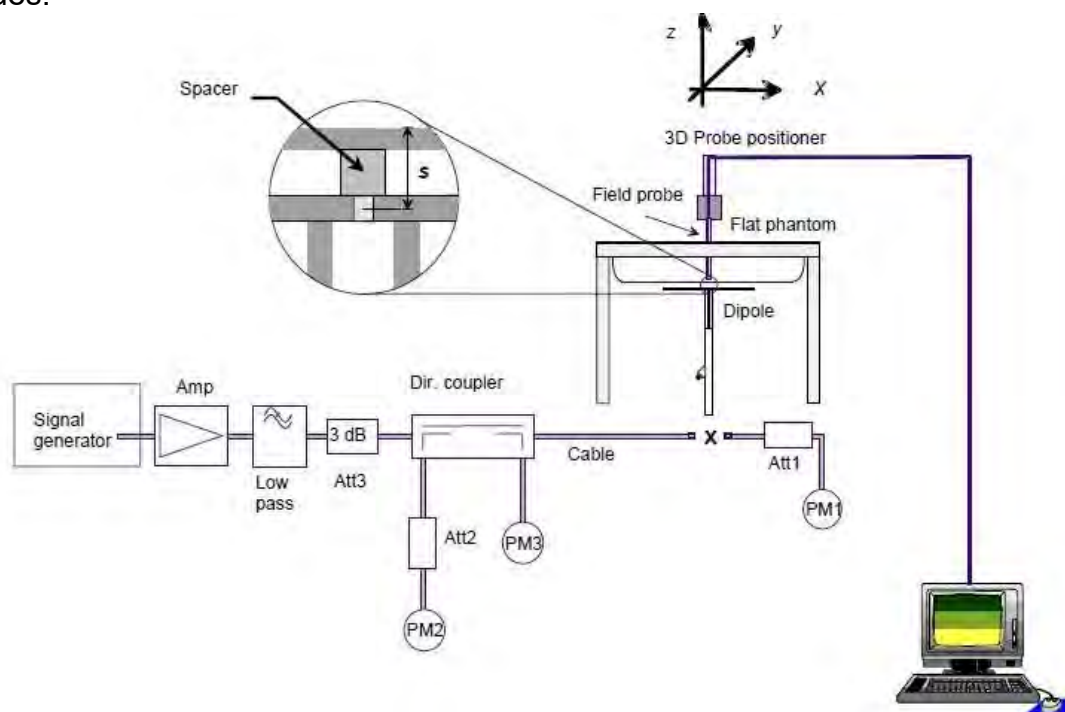 z
y
X
Spacer
3D Probe positioner
s
Field probe
Flat phantom
Dipole
Dir. coupler
Amp
Signal
generator
3 dB
Cable
x
Att1
Low
pass
Att3
PM1
Att2
PM3
PM2